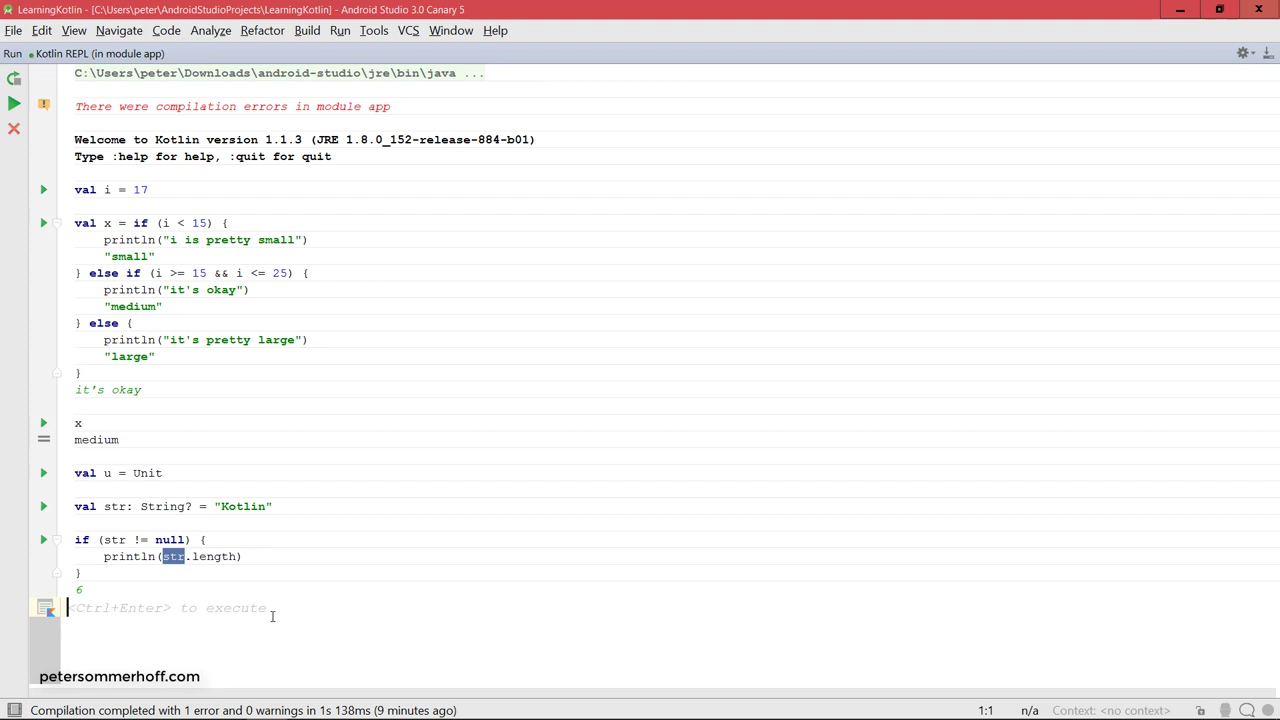 LearningKotlin - [C:\Users\peter\AndroidStudioProjects\LearningKotlin] - Android Studio 3.0 Canary 5
File Edit View Navigate Code Analyze Refactor Build Run Tools VCS Window Help
Run Kotlin REPL (in module app)
C:\Users\peter\Downloads\android-studio\jre\bin\java ...
There were compilation errors in module app
Welcome to Kotlin version 1.1.3 (JRE 1.8.0_152-release-884-b01)
Type :help for help, :quit for quit
val i = 17
val x = if (i < 15) {
println("i is pretty small")
"small"
} else if (i >= 15 && i <= 25) {
println("it's okay")
"medium"
} else {
println("it's pretty large")
"large"
}
it's okay
x
medium
val u = Unit
val str: String? = "Kotlin"
if (str != null) {
println(str.length)
}
6
<Ctrl+Enter> to execute
petersommerhoff.com
Compilation completed with 1 error and 0 warnings in 1s 138ms (9 minutes ago) 1:1 n/a Context: <no context>